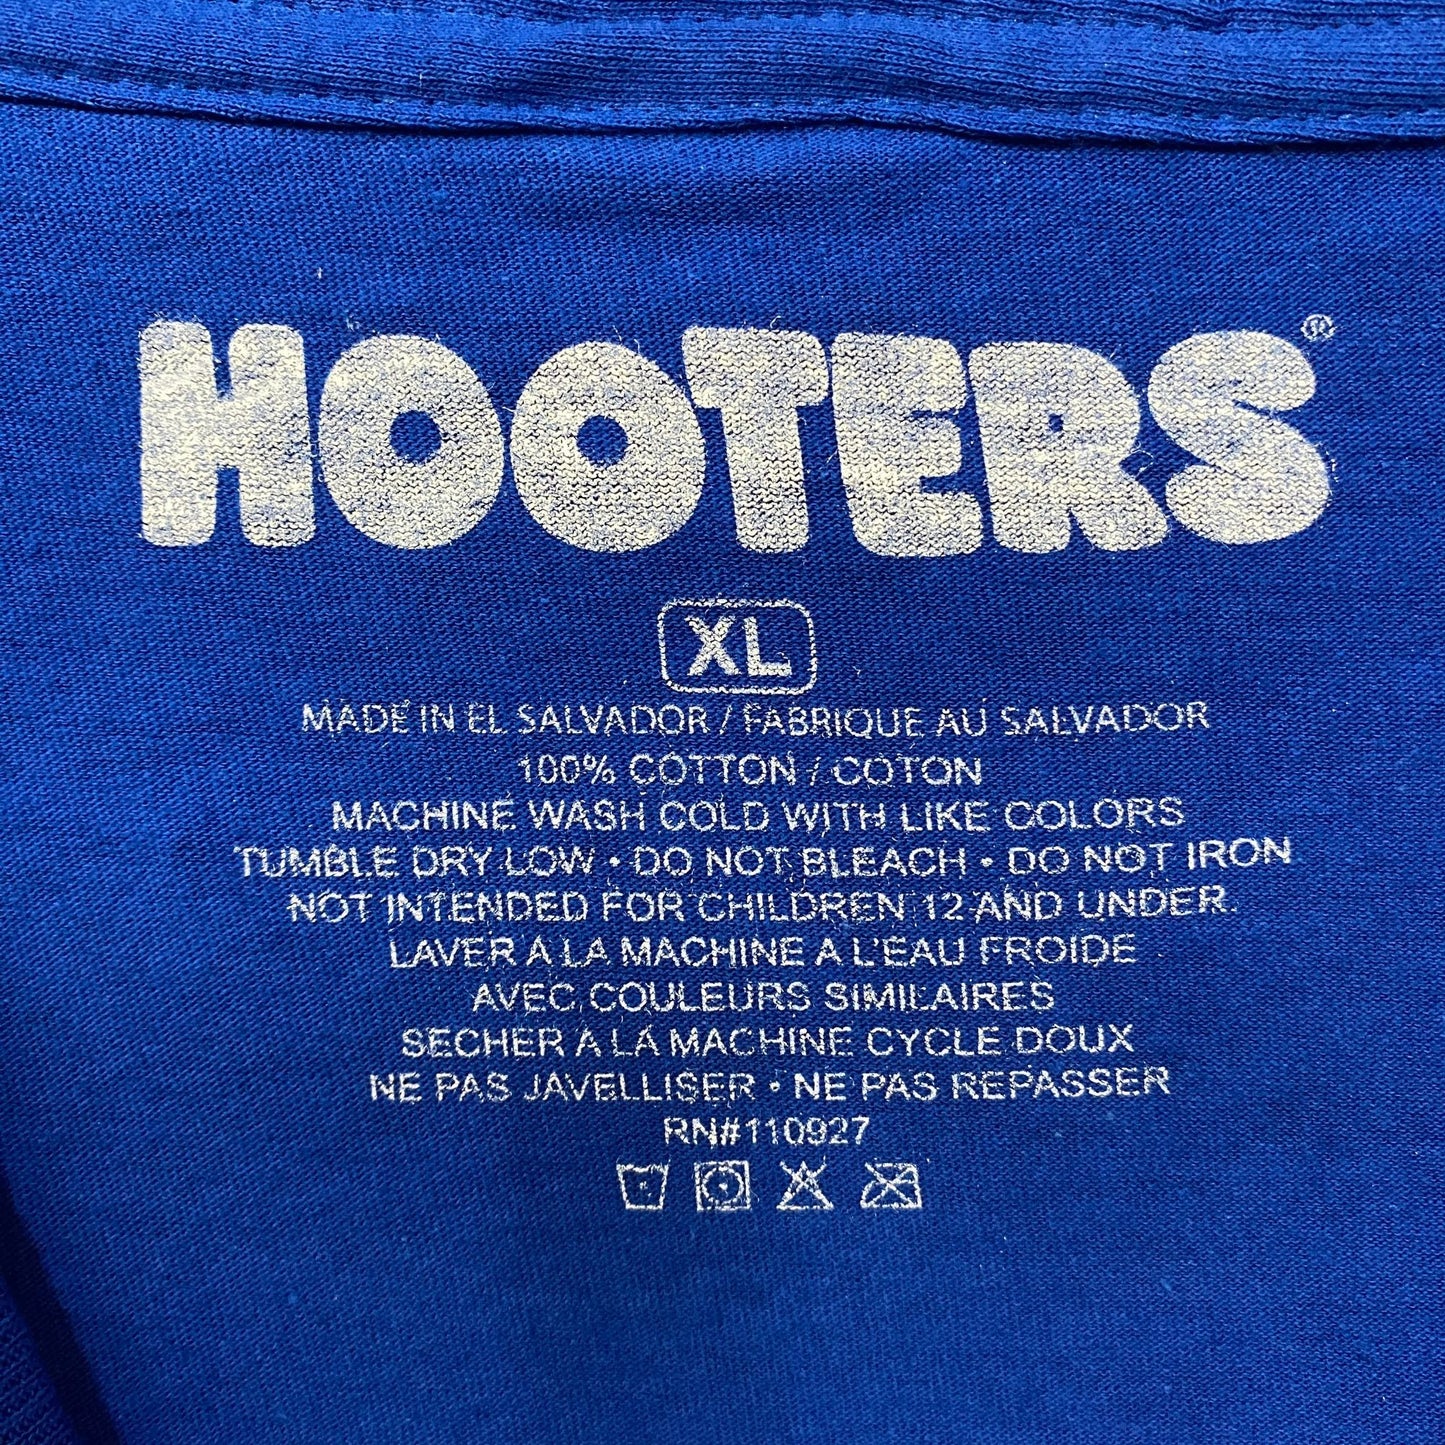 HOOTERS®
XL
MADE IN EL SALVADOR / FABRIQUE AU SALVADOR
100% COTTON / COTON
MACHINE WASH COLD WITH LIKE COLORS
TUMBLE DRY LOW • DO NOT BLEACH • DO NOT IRON
NOT INTENDED FOR CHILDREN 12 AND UNDER.
LAVER A LA MACHINE A L'EAU FROIDE
AVEC COULEURS SIMILAIRES
SECHER A LA MACHINE CYCLE DOUX
NE PAS JAVELLISER • NE PAS REPASSER
RN#110927